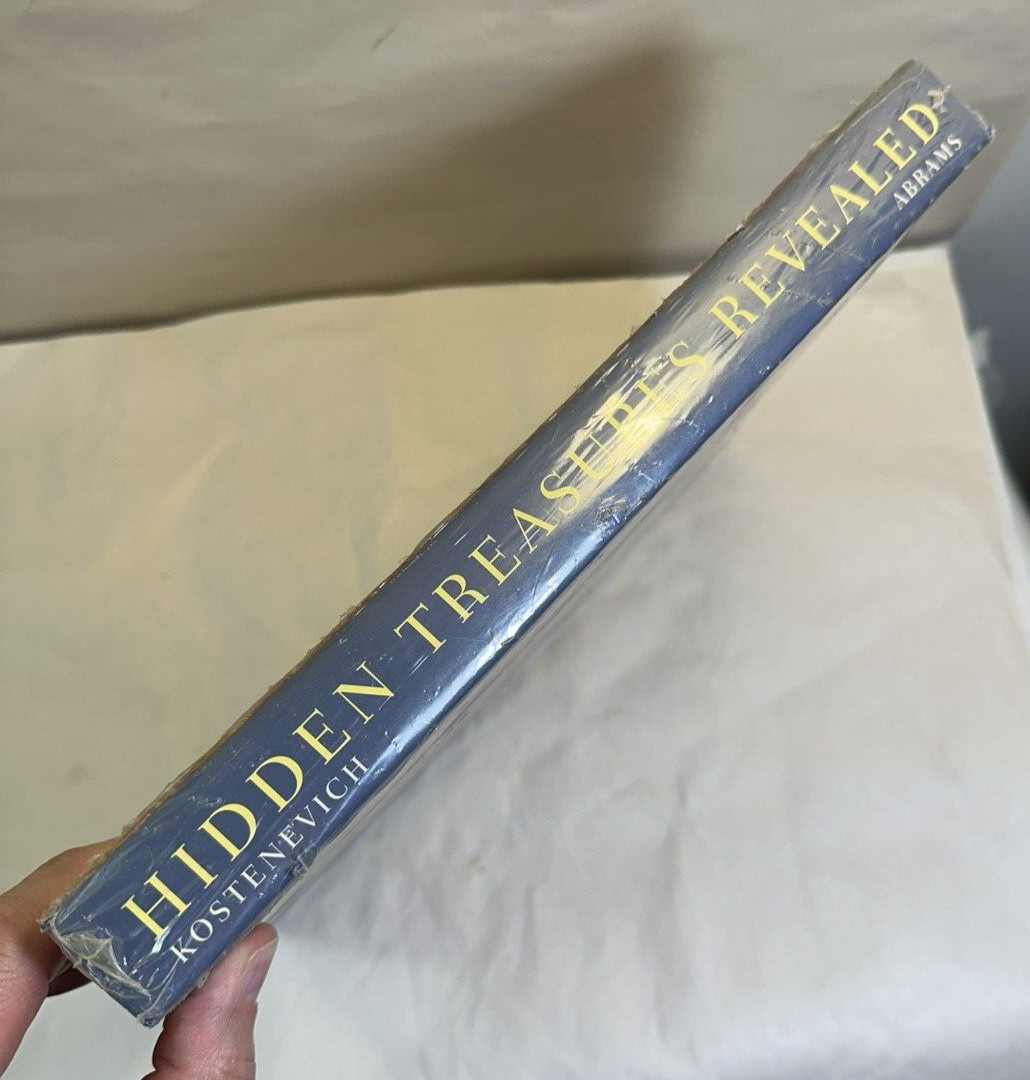 HIDDEN TREASURES REVEALED
KOSTENEVICH
ABRAMS